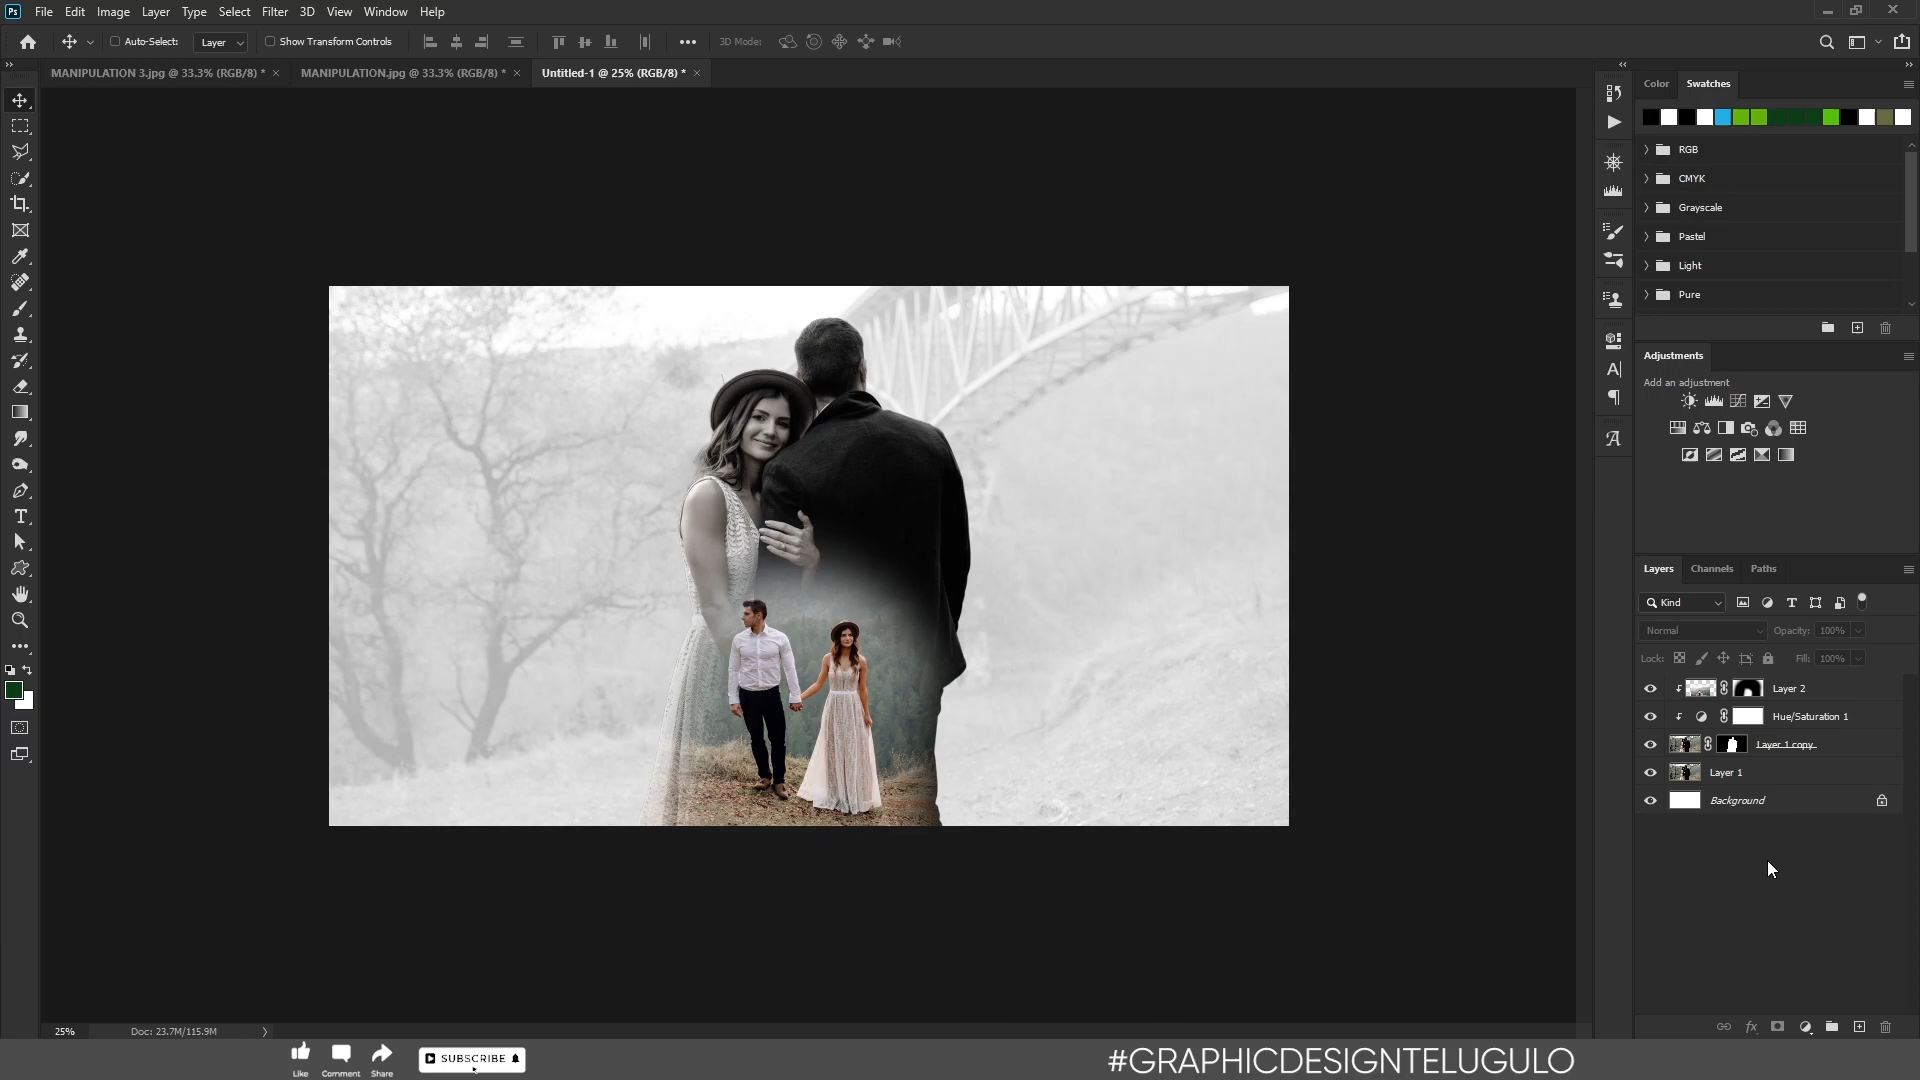 Ps File Edit Image Layer Type Select Filter 3D View Window Help
Auto-Select: Layer Show Transform Controls 3D Mode:
MANIPULATION 3.jpg @ 33.3% (RGB/8) * MANIPULATION.jpg @ 33.3% (RGB/8) * Untitled-1 @ 25% (RGB/8) *
Color Swatches
RGB
CMYK
Grayscale
Pastel
Light
Pure
Adjustments
Add an adjustment
Layers Channels Paths
Kind
Normal Opacity: 100%
Lock: Fill: 100%
Layer 2
Hue/Saturation 1
Layer 1 copy
Layer 1
Background
25% Doc: 23.7M/115.9M
Like Comment Share SUBSCRIBE
#GRAPHICDESIGNTELUGULO